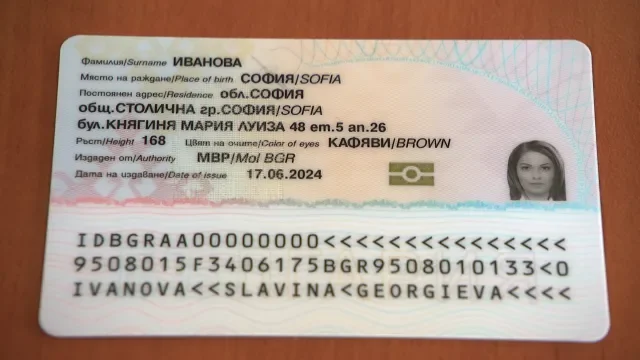 Фамилия/Surname ИВАНОВА
Място на раждане/Place of birth СОФИЯ/SOFIA
Постоянен адрес/Residence обл.СОФИЯ
общ.СТОЛИЧНА гр.СОФИЯ/SOFIA
бул.КНЯГИНЯ МАРИЯ ЛУИЗА 48 ет.5 ап.26
Ръст/Height 168 Цвят на очите/Color of eyes КАФЯВИ/BROWN
Издаден от/Authority МВР/MoI BGR
Дата на издаване/Date of issue 17.06.2024
IDBGRAA00000000<<<<<<<<<<<<<<<
9508015F3406175BGR9508010133<0
IVANOVA<<SLAVINA<GEORGIEVA<<<<